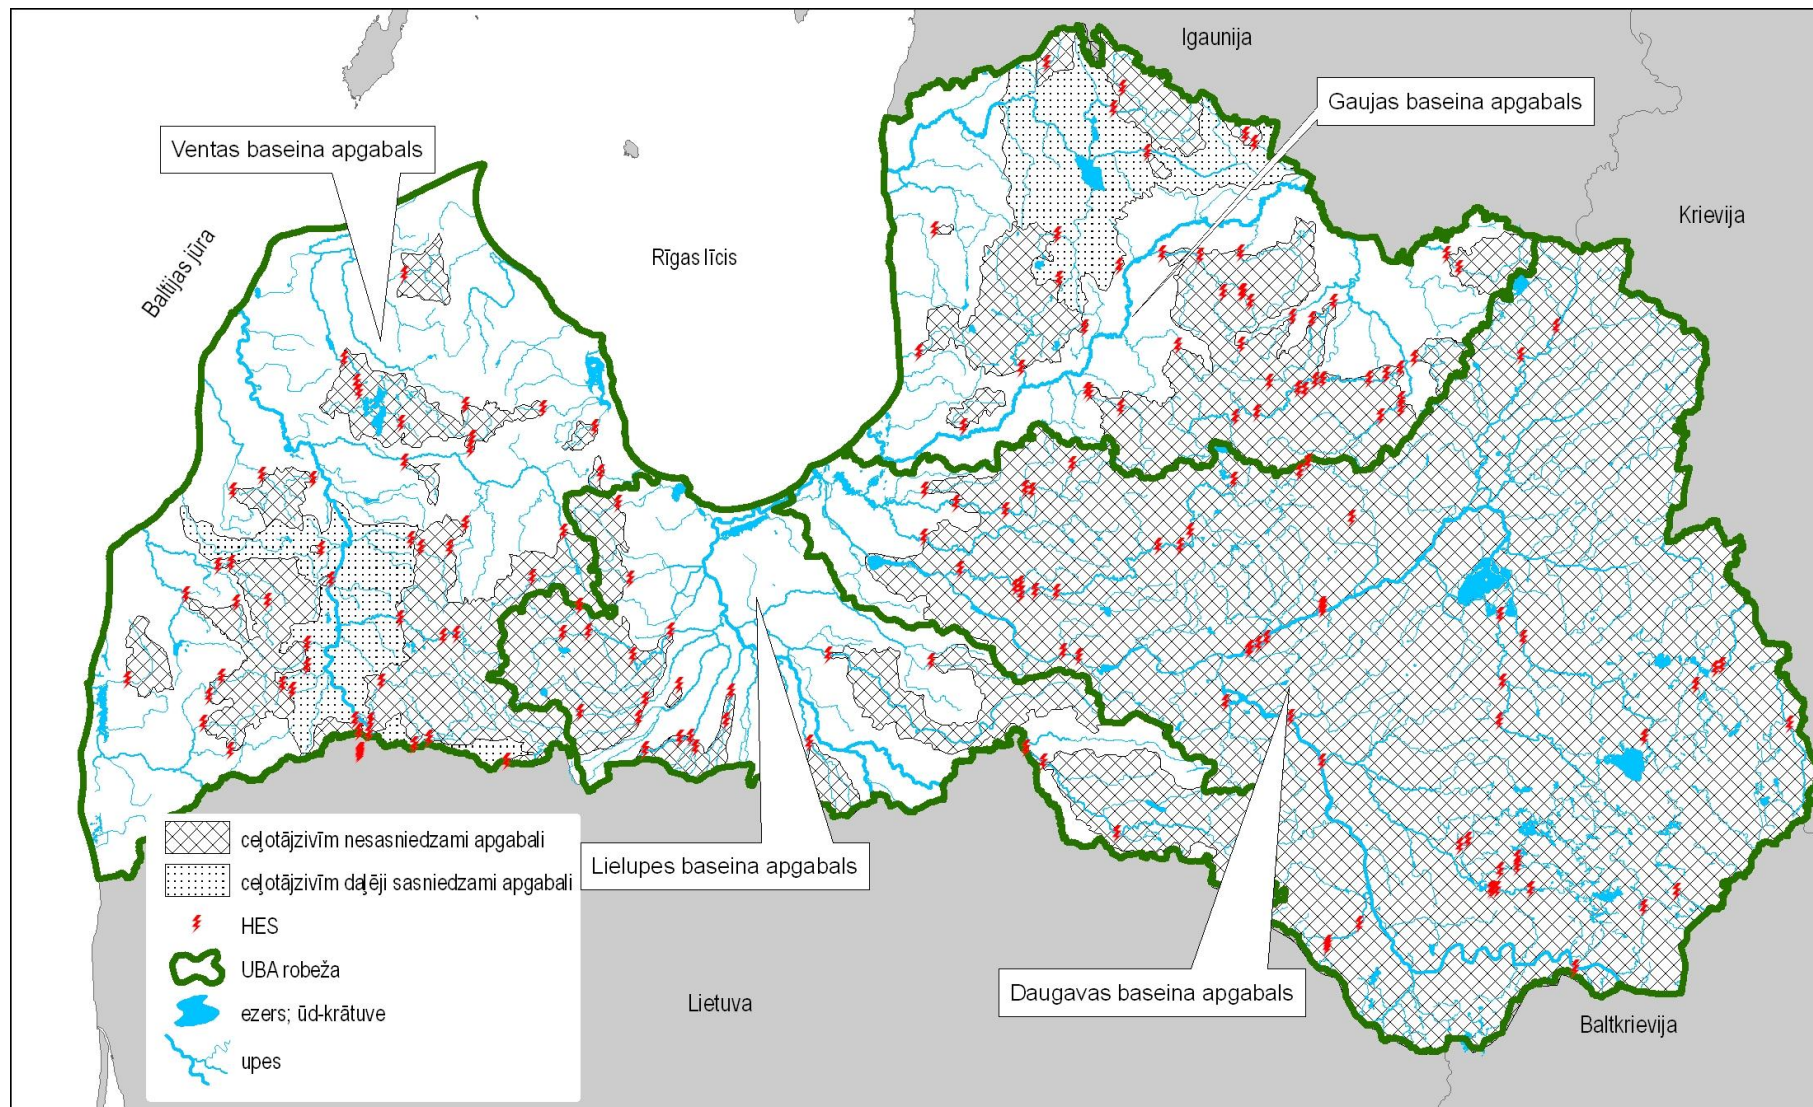 Igaunija
Gaujas baseina apgabals
Ventas baseina apgabals
Krievija
Baltijas jūra
Rīgas līcis
ceļotājzivīm nesasniedzami apgabali
ceļotājzivīm daļēji sasniedzami apgabali
HES
UBA robeža
ezers; ūd-krātuve
upes
Lielupes baseina apgabals
Daugavas baseina apgabals
Lietuva
Baltkrievija